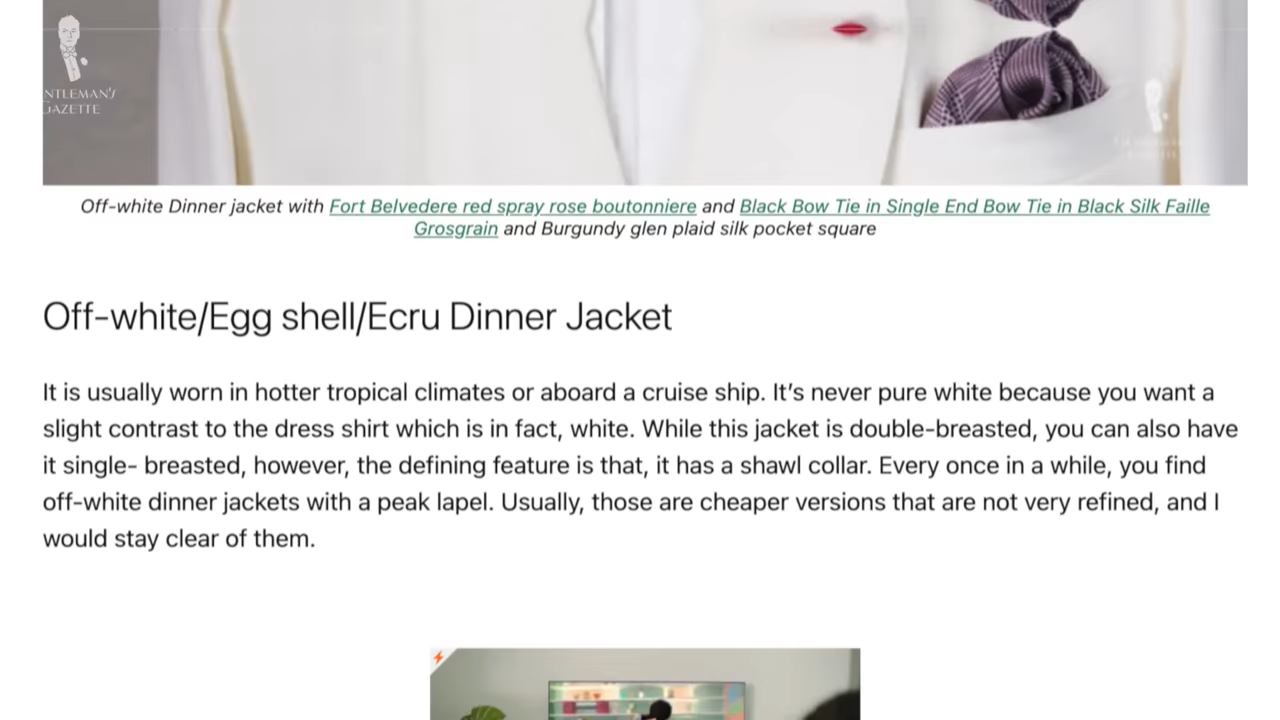 NTLEMAN'S
GAZETTE
Off-white Dinner jacket with Fort Belvedere red spray rose boutonniere and Black Bow Tie in Single End Bow Tie in Black Silk Faille
Grosgrain and Burgundy glen plaid silk pocket square
Off-white/Egg shell/Ecru Dinner Jacket
It is usually worn in hotter tropical climates or aboard a cruise ship. It's never pure white because you want a
slight contrast to the dress shirt which is in fact, white. While this jacket is double-breasted, you can also have
it single- breasted, however, the defining feature is that, it has a shawl collar. Every once in a while, you find
off-white dinner jackets with a peak lapel. Usually, those are cheaper versions that are not very refined, and I
would stay clear of them.